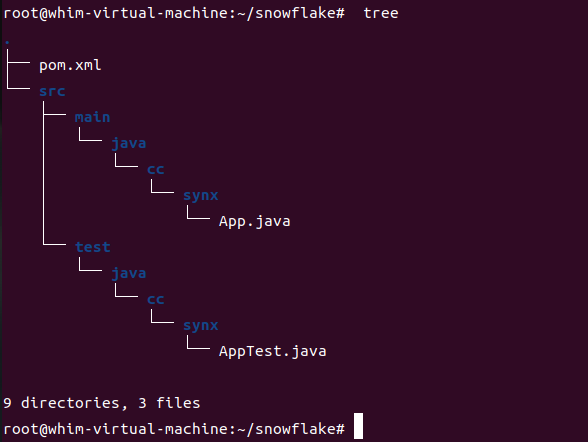 root@whim-virtual-machine:~/snowflake#  tree
.
├── pom.xml
└── src
    ├── main
    │   └── java
    │       └── cc
    │           └── synx
    │               └── App.java
    └── test
        └── java
            └── cc
                └── synx
                    └── AppTest.java
9 directories, 3 files
root@whim-virtual-machine:~/snowflake#